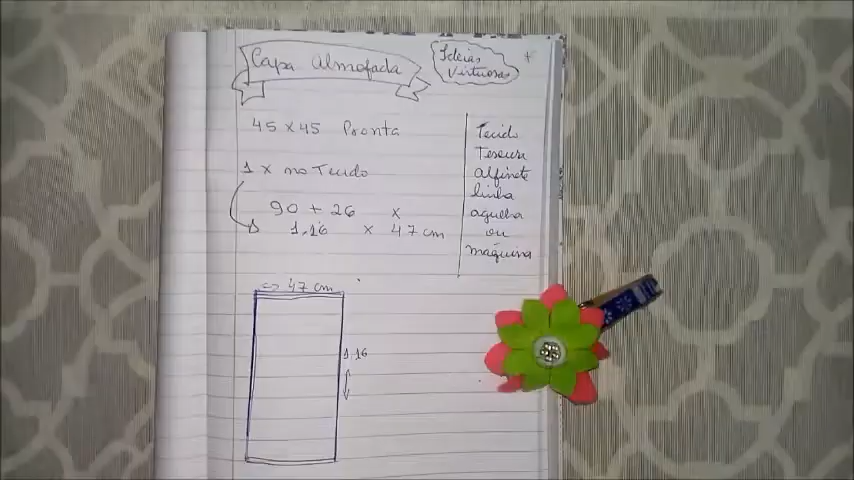 Capa Almofada
Ideias
Virtuosas
45 x 45 Pronta
1 x no Tecido
90 + 26 x
1.16 x 47 cm
Tecido
Tesoura
alfinete
linha
agulha
ou
máquina
=> 47 cm
1.16